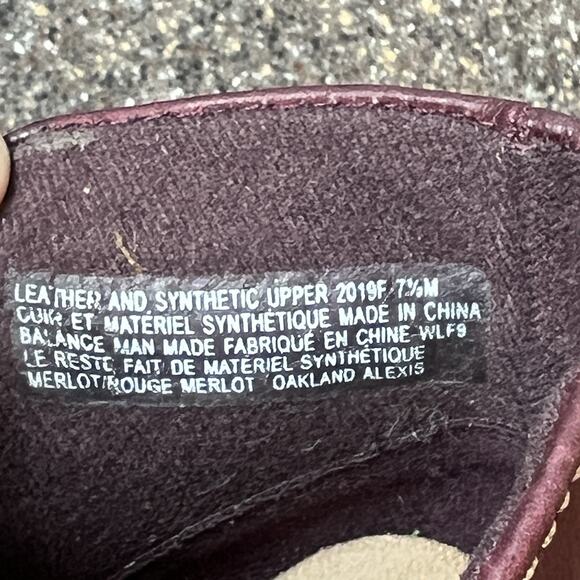 LEATHER AND SYNTHETIC UPPER 2019F 7½M
CUIR ET MATÉRIEL SYNTHÉTIQUE MADE IN CHINA
BALANCE MAN MADE FABRIQUÉ EN CHINE WLF9
LE RESTE FAIT DE MATÉRIEL SYNTHÉTIQUE
MERLOT/ROUGE MERLOT OAKLAND ALEXIS